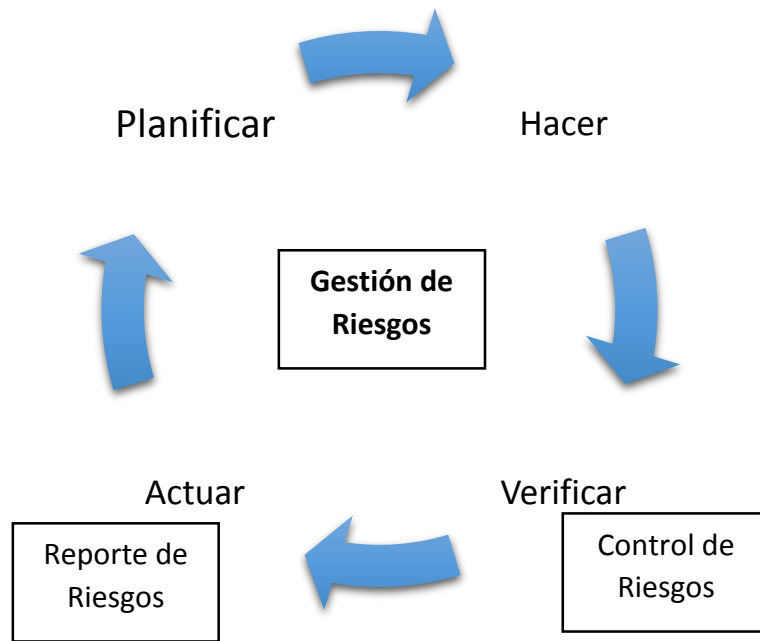 Planificar
Hacer
Gestión de
Riesgos
Actuar
Verificar
Reporte de
Riesgos
Control de
Riesgos